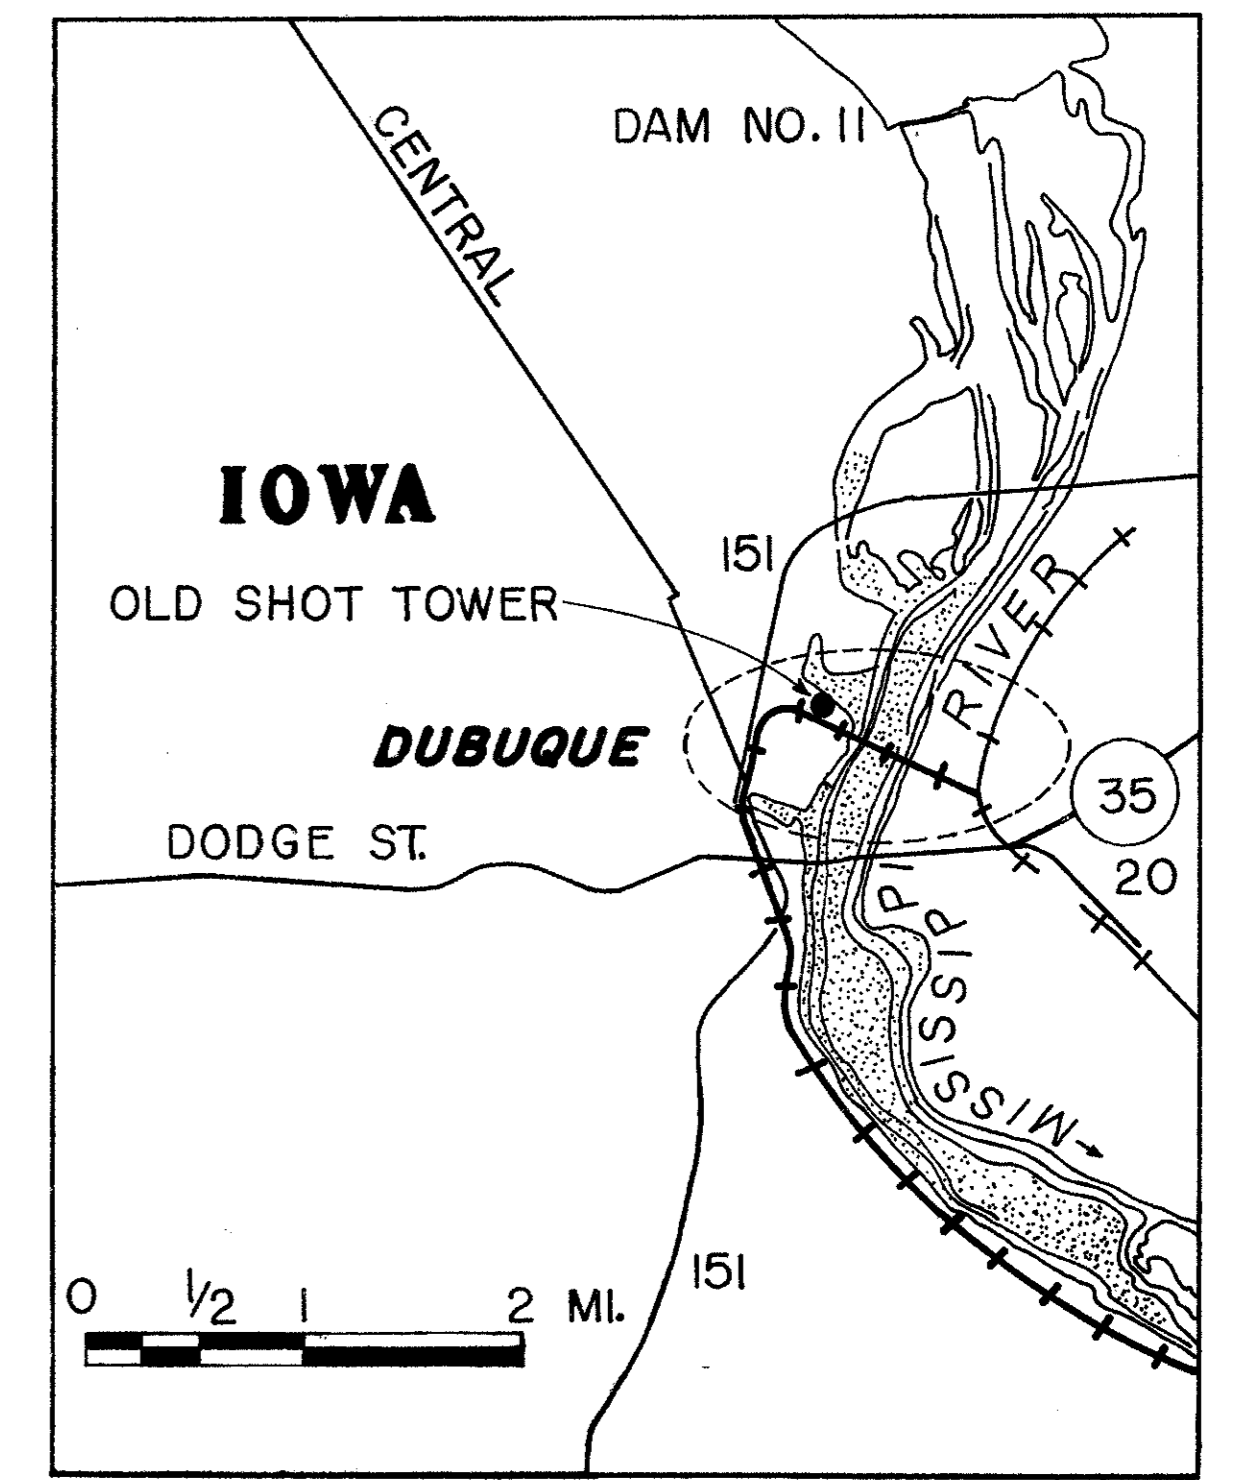 DAM NO. 11
CENTRAL
IOWA
151
OLD SHOT TOWER
RIVER
DUBUQUE
35
DODGE ST.
20
MISSISSIPPI
151
0 1/2 1 2 MI.